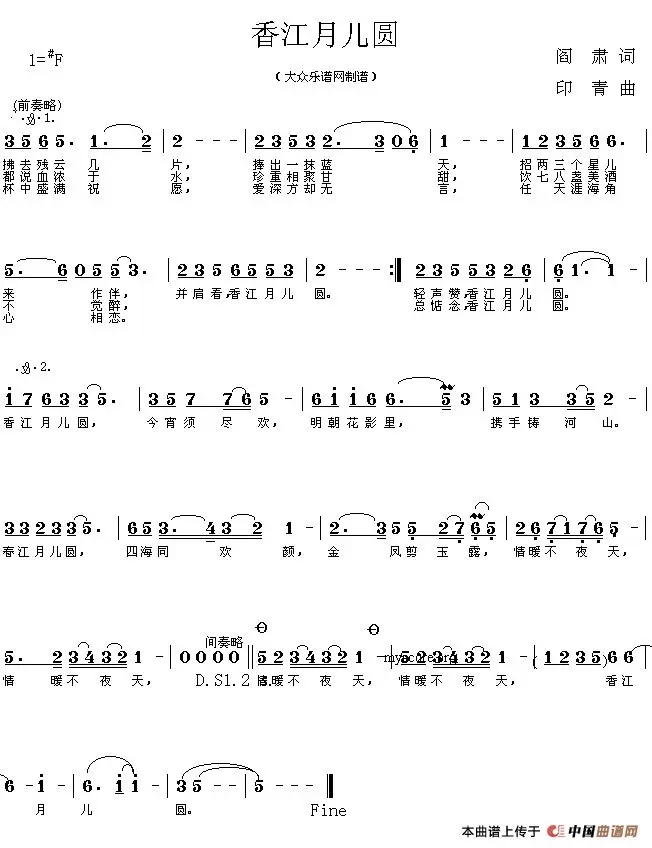 香江月儿圆
1=#F
(大众乐谱网制谱)
阎 肃 词
印 青 曲
(前奏略)
1.
3 5 6 5. 1. 2 | 2 - - - | 2 3 5 3 2. 3 0 6 | 1 - - - | 1 2 3 5 6 6.
拂去残云 几 片， 捧出一抹蓝 天， 招两三个星儿
都说血浓 于 水， 珍重相聚甘 甜， 饮七八盏美酒
杯中盛满 祝 愿， 爱深方却无 言， 任 天涯海角
5. 6 0 5 5 3. | 2 3 5 6 5 5 3 | 2 - - - :| 2 3 5 5 3 2 6 | 6 1. 1 -
来 作伴， 并肩看，香江月儿 圆。 轻声赞，香江月儿 圆。
不 觉醉， 总惦念，香江月儿 圆。
心 相恋。
2.
1 7 6 3 3 5. | 3 5 7 7 6 5 - | 6 1 1 6 6. 5 3 | 5 1 3 3 5 2 -
香江月儿圆， 今宵须 尽 欢， 明朝花影里， 携手铸 河 山。
3 3 2 3 3 5. | 6 5 3. 4 3 2 1 - | 2. 3 5 5 2 7 6 5 | 2 6 7 1 7 6 5 -
春江月儿圆， 四海同 欢 颜， 金 凤剪 玉 露， 情暖不 夜 天，
间奏略
5. 2 3 4 3 2 1 - | 0 0 0 0 || 5 2 3 4 3 2 1 - | 5. 2 3 4 3 2 1 - | 1 2 3 5 6 6
myscore.org
情 暖不 夜 天， D.S1.2 情暖不 夜 天， 情暖不 夜 天， 香江
6 - 1 - | 6. 1 1 - | 3 5 5 - | 5 - - - ‖
月 儿 圆。 Fine
本曲谱上传于 中国曲谱网